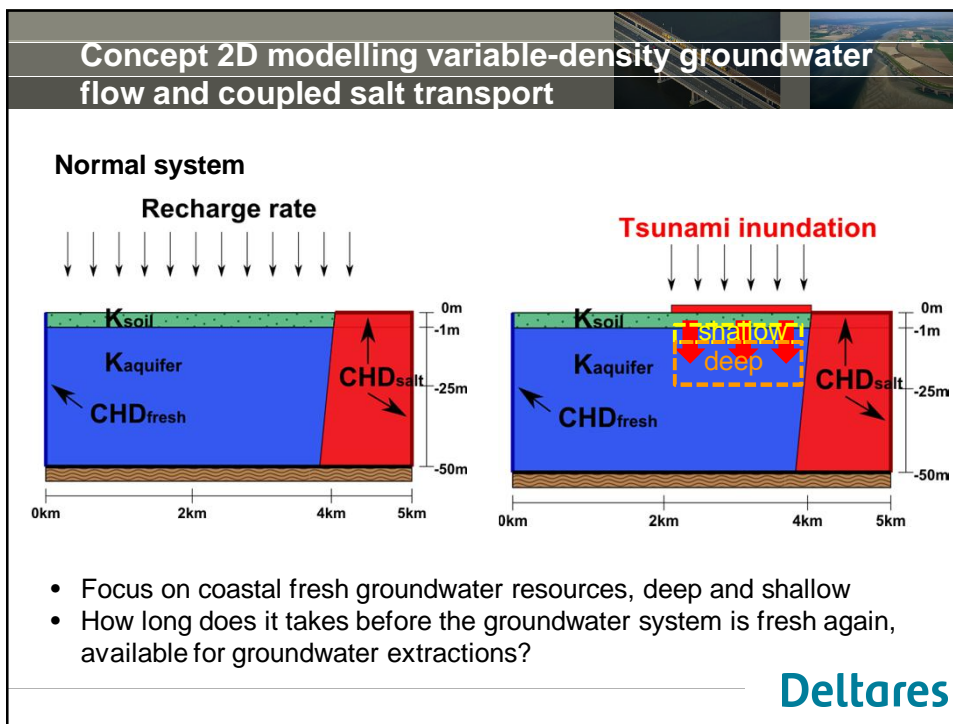 Concept 2D modelling variable-density groundwater
flow and coupled salt transport
Normal system
Recharge rate
Ksoil
Kaquifer
CHDfresh
CHDsalt
0m
-1m
-25m
-50m
0km
2km
4km
5km
Tsunami inundation
Ksoil
shallow
Kaquifer
deep
CHDfresh
CHDsalt
0m
-1m
-25m
-50m
0km
2km
4km
5km
• Focus on coastal fresh groundwater resources, deep and shallow
• How long does it takes before the groundwater system is fresh again,
available for groundwater extractions?
Deltares